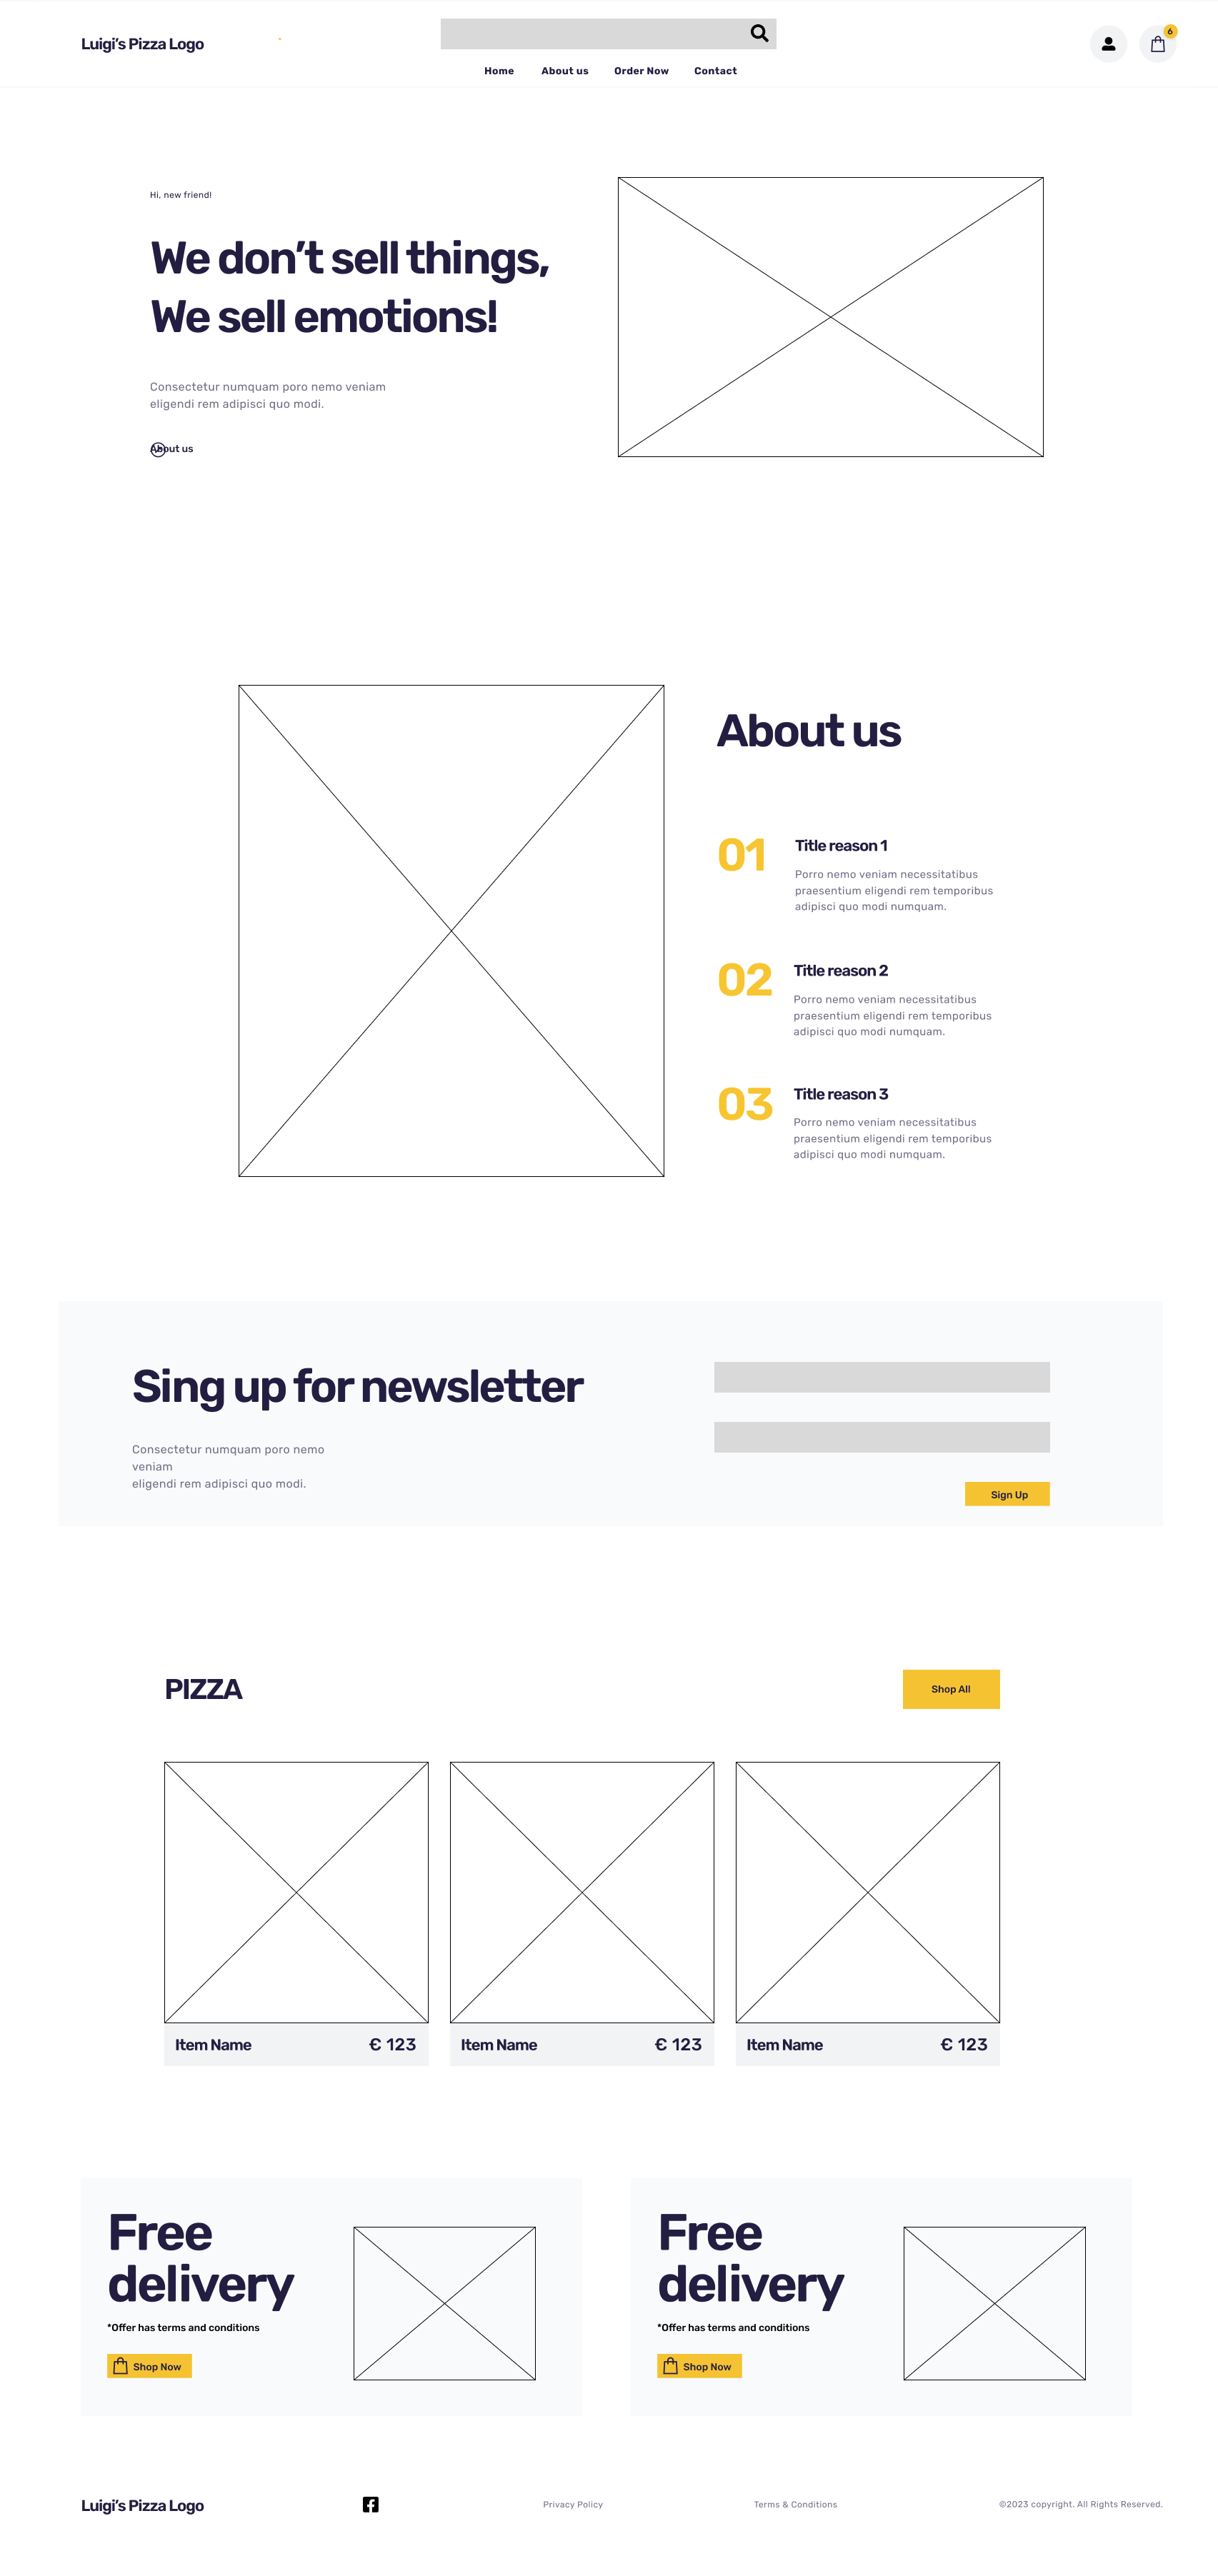 Luigi’s Pizza Logo
6
Home About us Order Now Contact
Hi, new friend!
We don’t sell things,
We sell emotions!
Consectetur numquam poro nemo veniam
eligendi rem adipisci quo modi.
About us
About us
01
Title reason 1
Porro nemo veniam necessitatibus
praesentium eligendi rem temporibus
adipisci quo modi numquam.
02
Title reason 2
Porro nemo veniam necessitatibus
praesentium eligendi rem temporibus
adipisci quo modi numquam.
03
Title reason 3
Porro nemo veniam necessitatibus
praesentium eligendi rem temporibus
adipisci quo modi numquam.
Sing up for newsletter
Consectetur numquam poro nemo
veniam
eligendi rem adipisci quo modi.
Sign Up
PIZZA
Shop All
Item Name € 123
Item Name € 123
Item Name € 123
Free
delivery
*Offer has terms and conditions
Shop Now
Free
delivery
*Offer has terms and conditions
Shop Now
Luigi’s Pizza Logo
Privacy Policy
Terms & Conditions
©2023 copyright. All Rights Reserved.